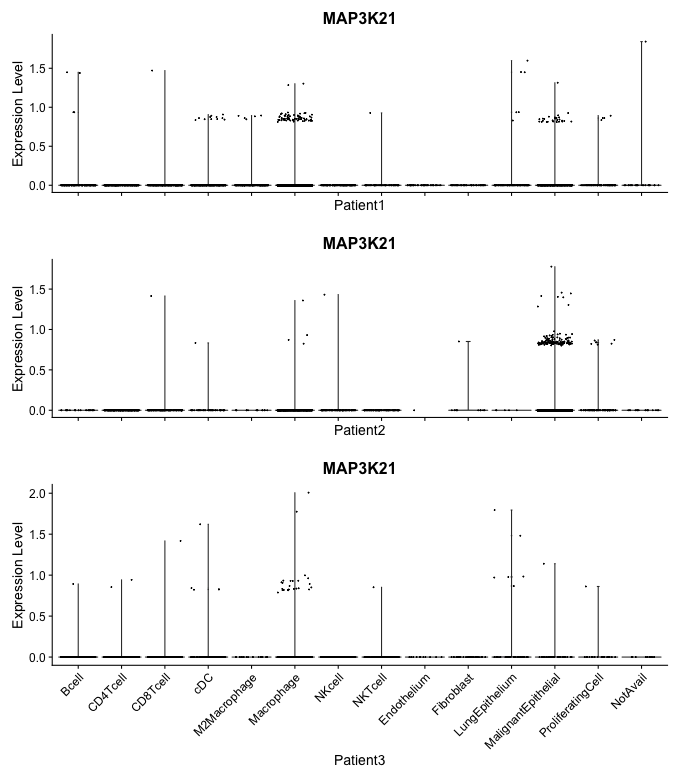 MAP3K21
Expression Level
1.5
1.0
0.5
0.0
Patient1
MAP3K21
Expression Level
1.5
1.0
0.5
0.0
Patient2
MAP3K21
Expression Level
2.0
1.5
1.0
0.5
0.0
Bcell
CD4Tcell
CD8Tcell
cDC
M2Macrophage
Macrophage
NKcell
NKTcell
Endothelium
Fibroblast
LungEpithelium
MalignantEpithelial
ProliferatingCell
NotAvail
Patient3